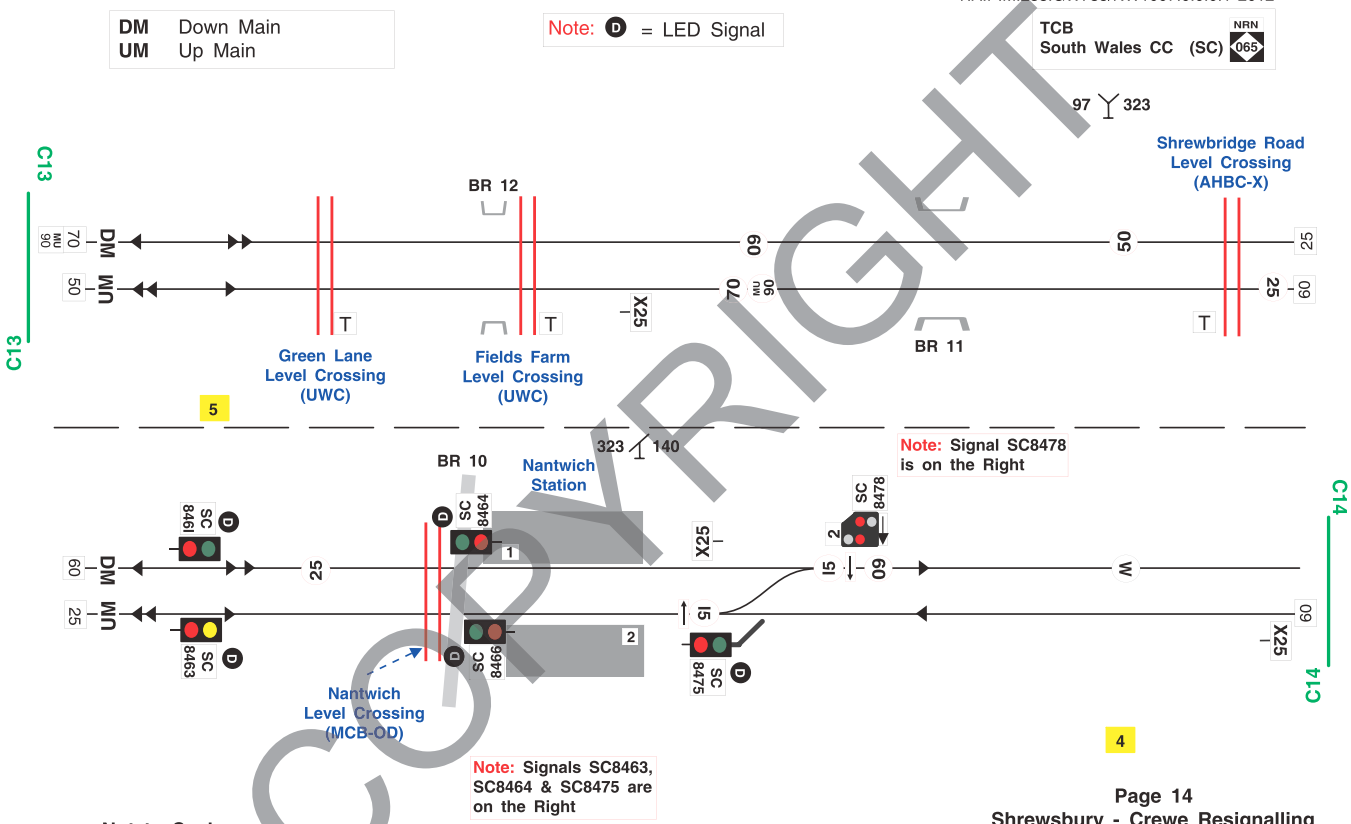 DM Down Main
UM Up Main
Note: D = LED Signal
TCB
South Wales CC (SC)
NRN
065
97 323
Shrewbridge Road
Level Crossing
(AHBC-X)
C13
BR 12
70
MU
90
DM
60
50
25
50
UM
70
MU
90
25
60
X25
T
T
T
C13
BR 11
Green Lane
Level Crossing
(UWC)
Fields Farm
Level Crossing
(UWC)
5
323 140
Note: Signal SC8478
is on the Right
BR 10
Nantwich
Station
C14
SC
8461
D
D
SC
8464
1
X25
2
SC
8478
60
DM
25
15
60
W
25
UM
15
60
SC
8463
D
D
SC
8466
2
SC
8475
D
X25
C14
Nantwich
Level Crossing
(MCB-OD)
4
Note: Signals SC8463,
SC8464 & SC8475 are
on the Right
Page 14
Shrewsbury - Crewe Resignalling
COPYRIGHT